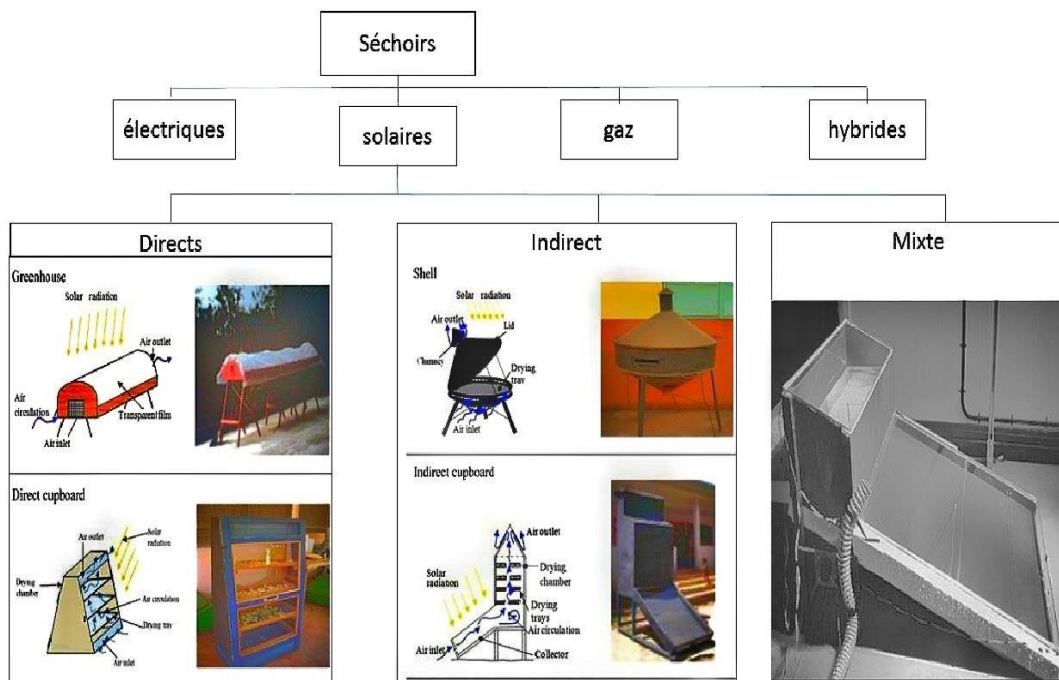 Séchoirs
électriques
solaires
gaz
hybrides
Directs
Greenhouse
Solar radiation
Air outlet
Air
circulation
Transparent film
Air inlet
Direct cupboard
Air outlet
Solar
radiation
Drying
chamber
Air circulation
Drying tray
Air inlet
Indirect
Shell
Solar
radiation
Air outlet
Lid
Chimney
Drying
tray
Air inlet
Indirect cupboard
Air outlet
Solar
radiation
Drying
chamber
Drying
trays
Air circulation
Air inlet
Collector
Mixte